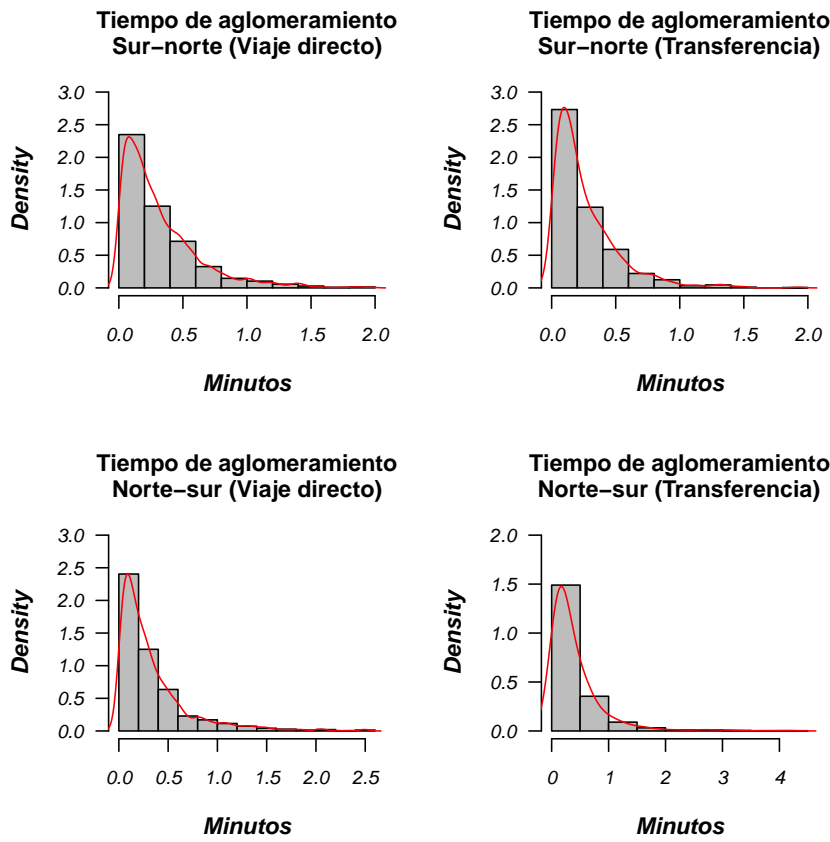 Tiempo de aglomeramiento
Sur−norte (Viaje directo)
Density
3.0
2.5
2.0
1.5
1.0
0.5
0.0
0.0 0.5 1.0 1.5 2.0
Minutos
Tiempo de aglomeramiento
Sur−norte (Transferencia)
Density
3.0
2.5
2.0
1.5
1.0
0.5
0.0
0.0 0.5 1.0 1.5 2.0
Minutos
Tiempo de aglomeramiento
Norte−sur (Viaje directo)
Density
3.0
2.5
2.0
1.5
1.0
0.5
0.0
0.0 0.5 1.0 1.5 2.0 2.5
Minutos
Tiempo de aglomeramiento
Norte−sur (Transferencia)
Density
2.0
1.5
1.0
0.5
0.0
0 1 2 3 4
Minutos